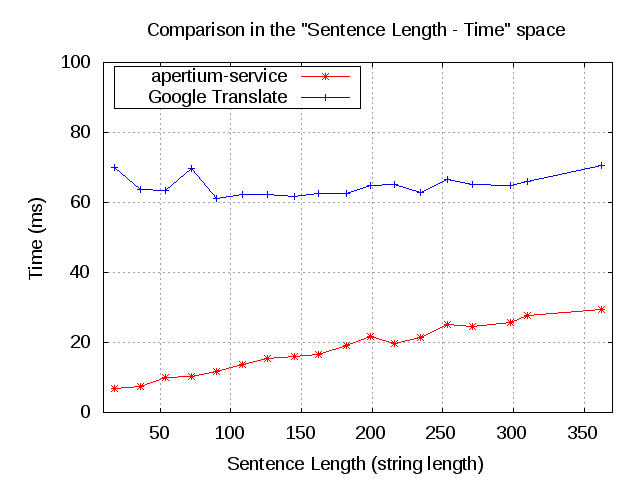 Comparison in the "Sentence Length - Time" space
100
apertium-service
Google Translate
80
60
40
20
0
Time (ms)
50 100 150 200 250 300 350
Sentence Length (string length)